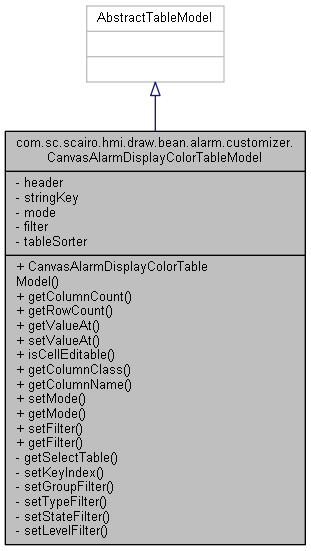 AbstractTableModel
com.sc.scairo.hmi.draw.bean.alarm.customizer.
CanvasAlarmDisplayColorTableModel
- header
- stringKey
- mode
- filter
- tableSorter
+ CanvasAlarmDisplayColorTable
Model()
+ getColumnCount()
+ getRowCount()
+ getValueAt()
+ setValueAt()
+ isCellEditable()
+ getColumnClass()
+ getColumnName()
+ setMode()
+ getMode()
+ setFilter()
+ getFilter()
- getSelectTable()
- setKeyIndex()
- setGroupFilter()
- setTypeFilter()
- setStateFilter()
- setLevelFilter()